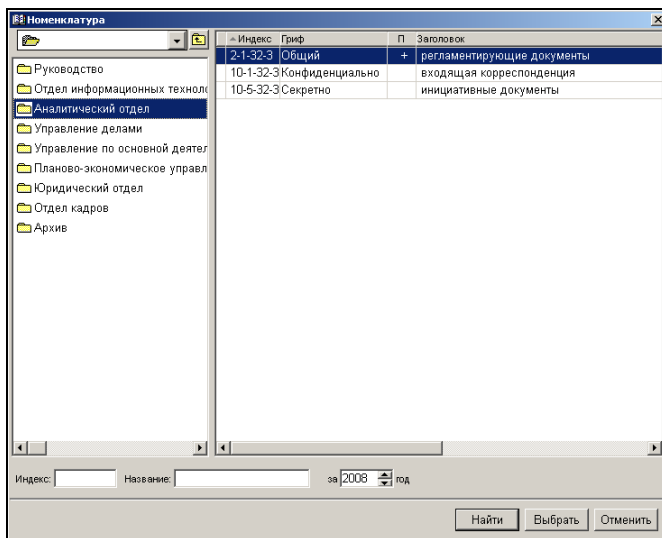 Номенклатура
Индекс Гриф П Заголовок
2-1-32-3 Общий + регламентирующие документы
10-1-32-3 Конфиденциально входящая корреспонденция
10-5-32-3 Секретно инициативные документы
Руководство
Отдел информационных техноло
Аналитический отдел
Управление делами
Управление по основной деятел
Планово-экономическое управл
Юридический отдел
Отдел кадров
Архив
Индекс: Название: за 2008 год
Найти Выбрать Отменить